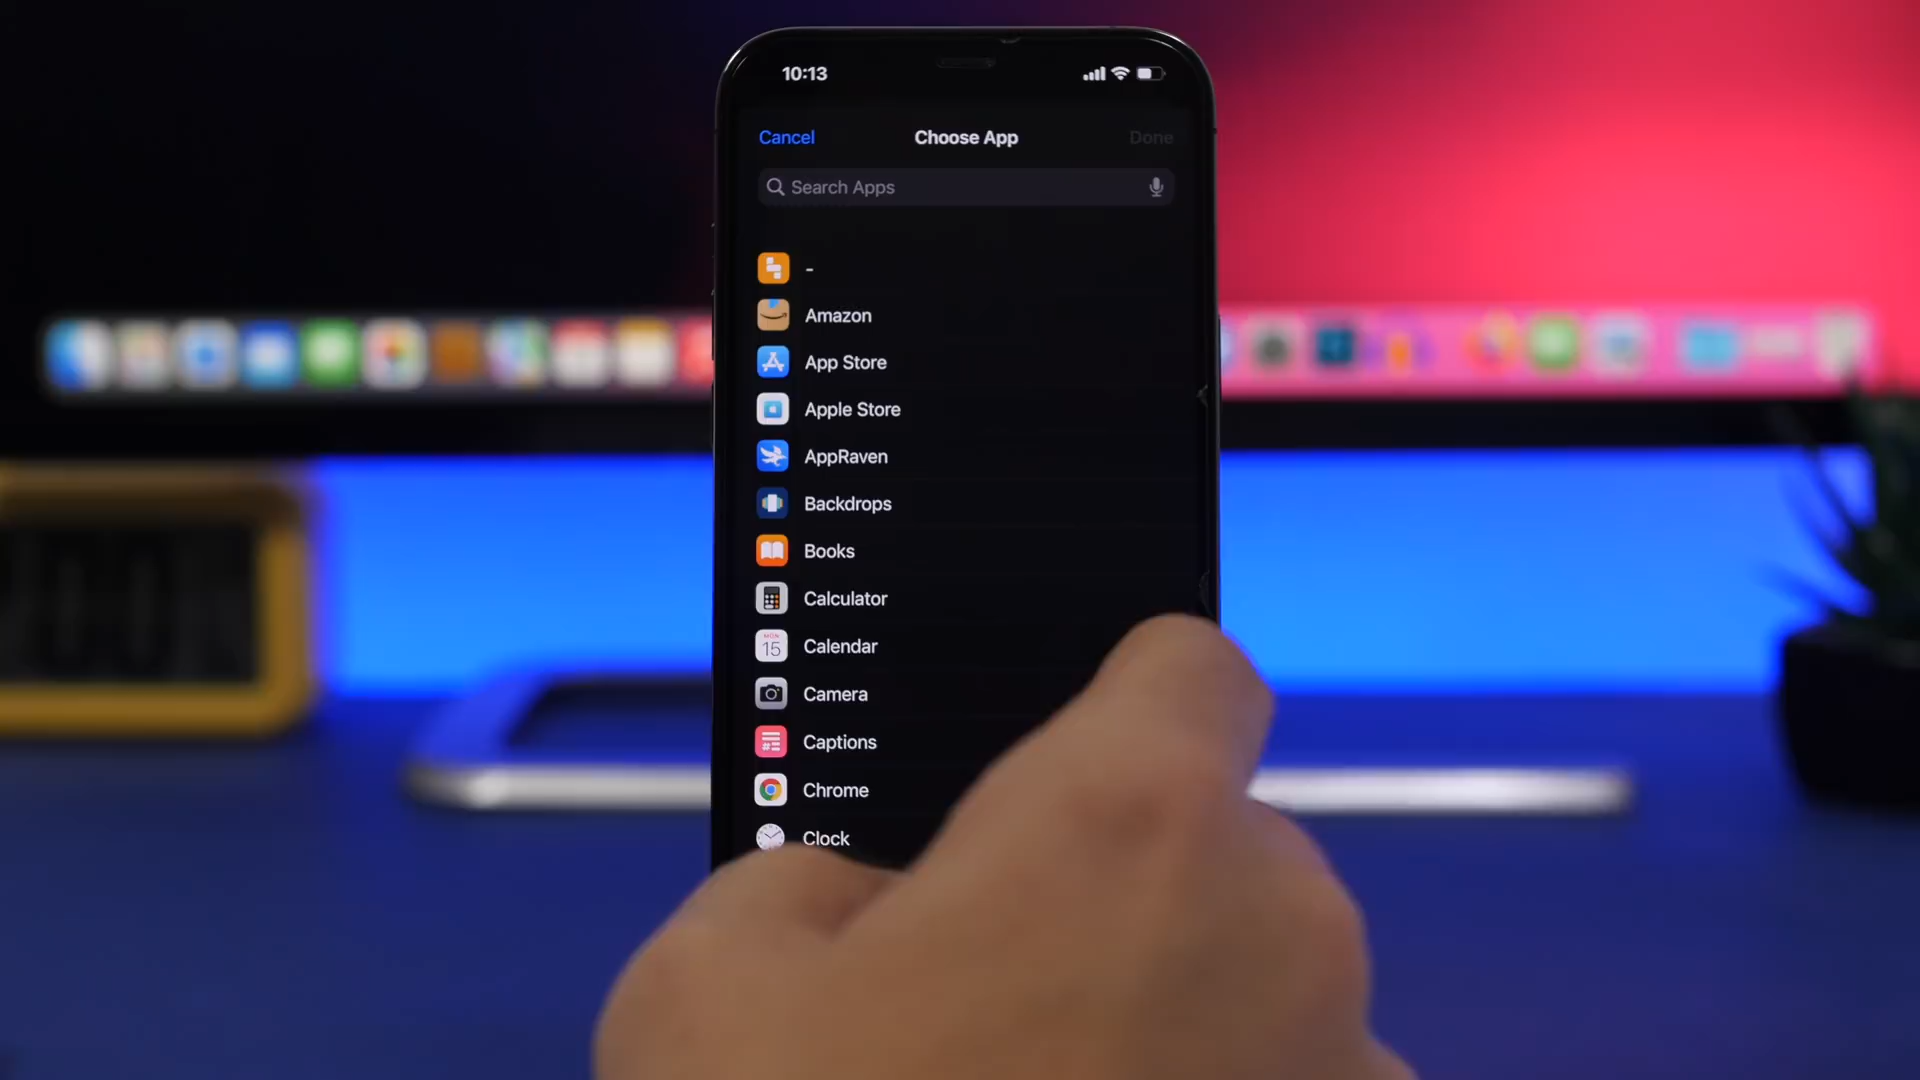 10:13
Cancel Choose App Done
Search Apps
-
Amazon
App Store
Apple Store
AppRaven
Backdrops
Books
Calculator
MON
15
Calendar
Camera
Captions
Chrome
Clock